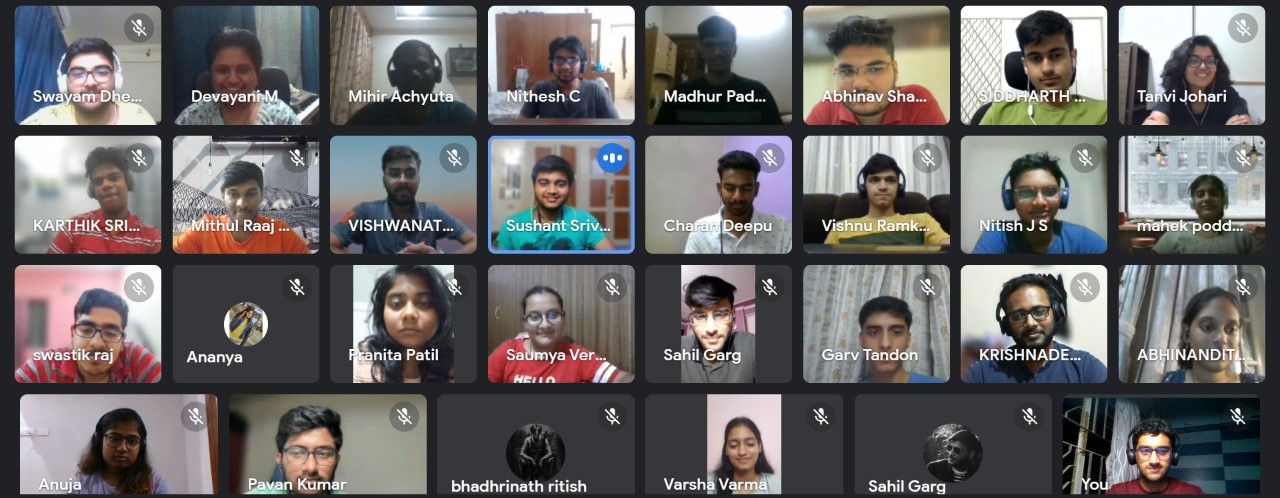 Swayam Dhe...
Devayani M
Mihir Achyuta
Nithesh C
Madhur Pad...
Abhinav Sha...
SIDDHARTH ...
Tanvi Johari
KARTHIK SRI...
Mithul Raaj ...
VISHWANAT...
Sushant Sriv...
Charan Deepu
Vishnu Ramk...
Nitish J S
mahek podd...
swastik raj
Ananya
Pranita Patil
Saumya Ver...
HELLO
Sahil Garg
Garv Tandon
KRISHNADE...
ABHINANDIT...
Anuja
Pavan Kumar
bhadhrinath ritish
Varsha Varma
Sahil Garg
You